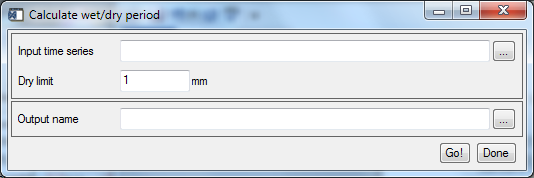 Calculate wet/dry period
Input time series ...
Dry limit 1 mm
Output name ...
Go! Done